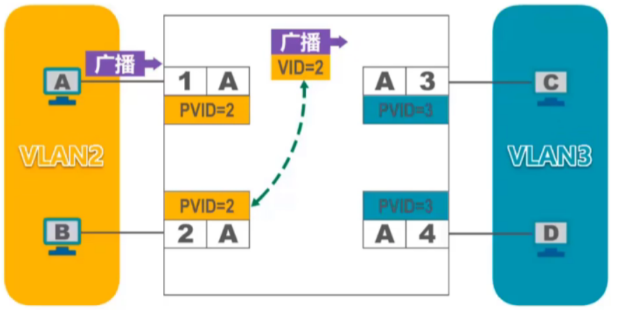 广播
VID=2
广播
A
1 A
PVID=2
A 3
PVID=3
C
VLAN2
VLAN3
PVID=2
2 A
B
PVID=3
A 4
D